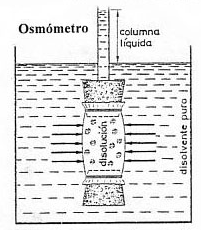 Osmómetro
columna
líquida
disolución
disolvente puro